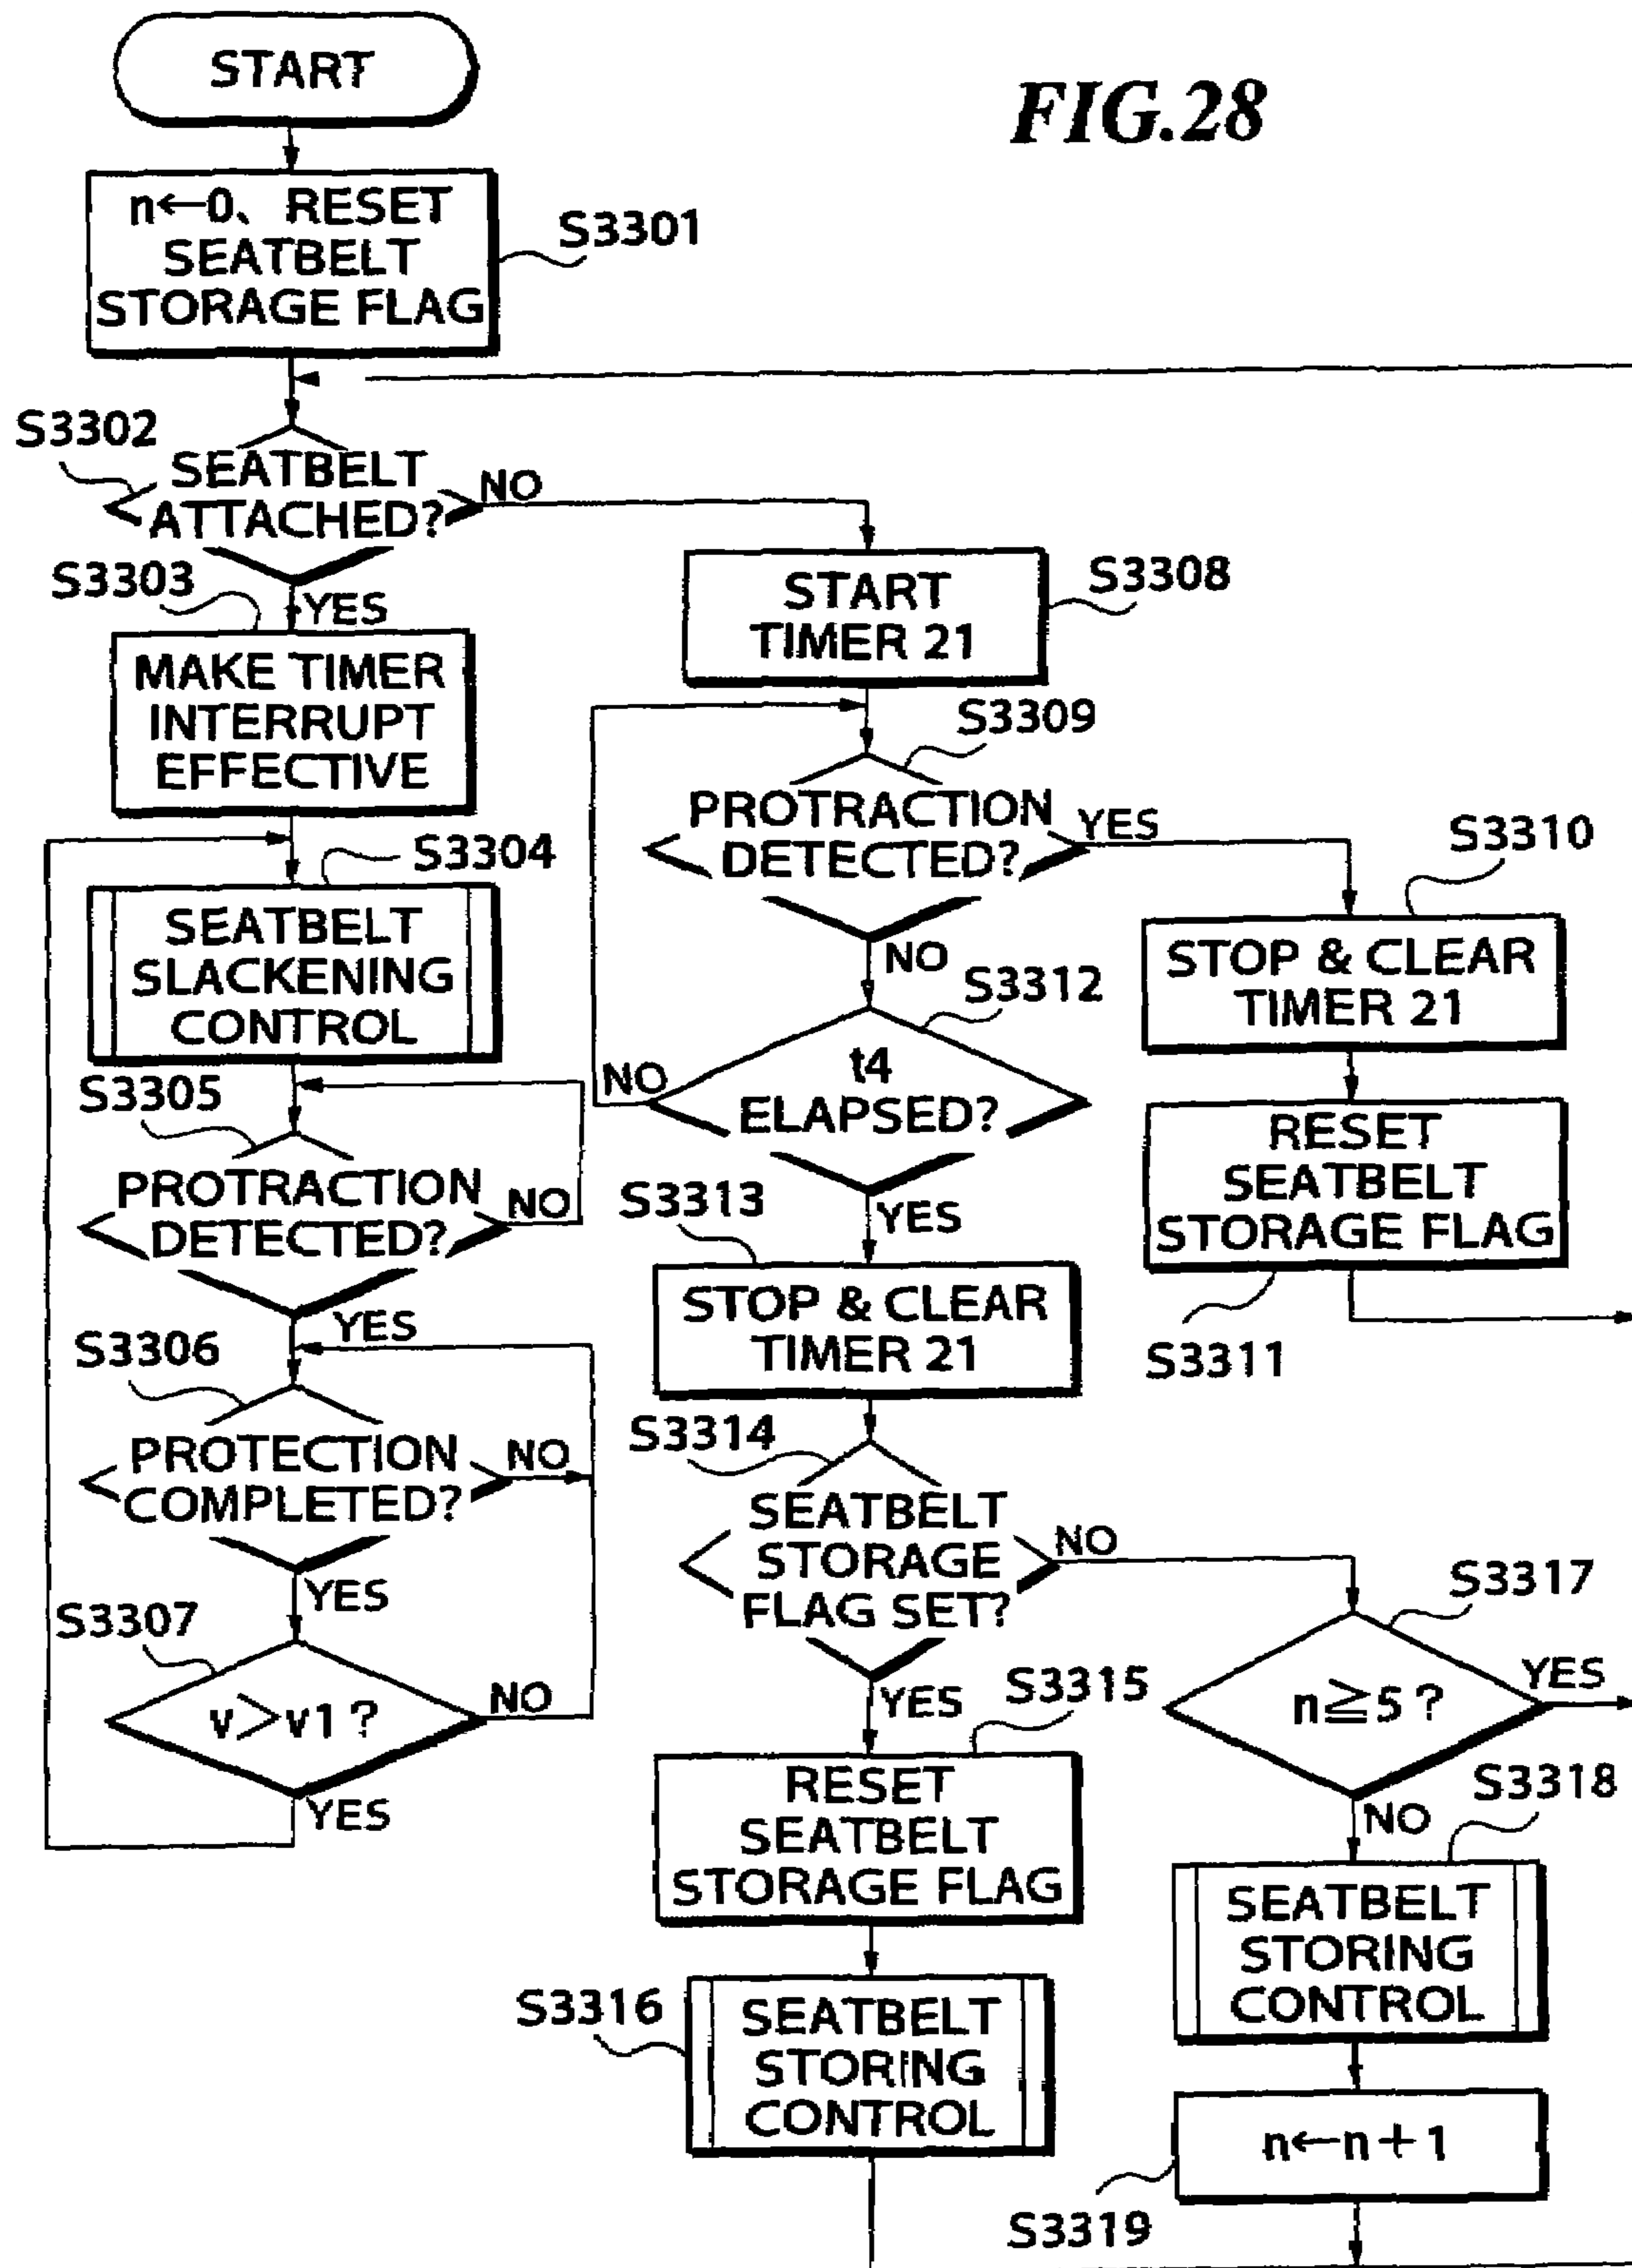 START
FIG.28
n←0、RESET
SEATBELT
STORAGE FLAG
S3301
S3302
SEATBELT
ATTACHED?
NO
YES
S3303
MAKE TIMER
INTERRUPT
EFFECTIVE
S3304
SEATBELT
SLACKENING
CONTROL
S3305
PROTRACTION
DETECTED?
NO
YES
S3306
PROTECTION
COMPLETED?
NO
YES
S3307
v>v1?
NO
YES
START
TIMER 21
S3308
S3309
PROTRACTION
DETECTED?
YES
NO
S3310
STOP & CLEAR
TIMER 21
RESET
SEATBELT
STORAGE FLAG
S3311
S3312
t4
ELAPSED?
NO
YES
S3313
STOP & CLEAR
TIMER 21
S3314
SEATBELT
STORAGE
FLAG SET?
NO
YES
S3315
RESET
SEATBELT
STORAGE FLAG
S3316
SEATBELT
STORING
CONTROL
S3317
n≧5?
YES
NO
S3318
SEATBELT
STORING
CONTROL
n←n+1
S3319